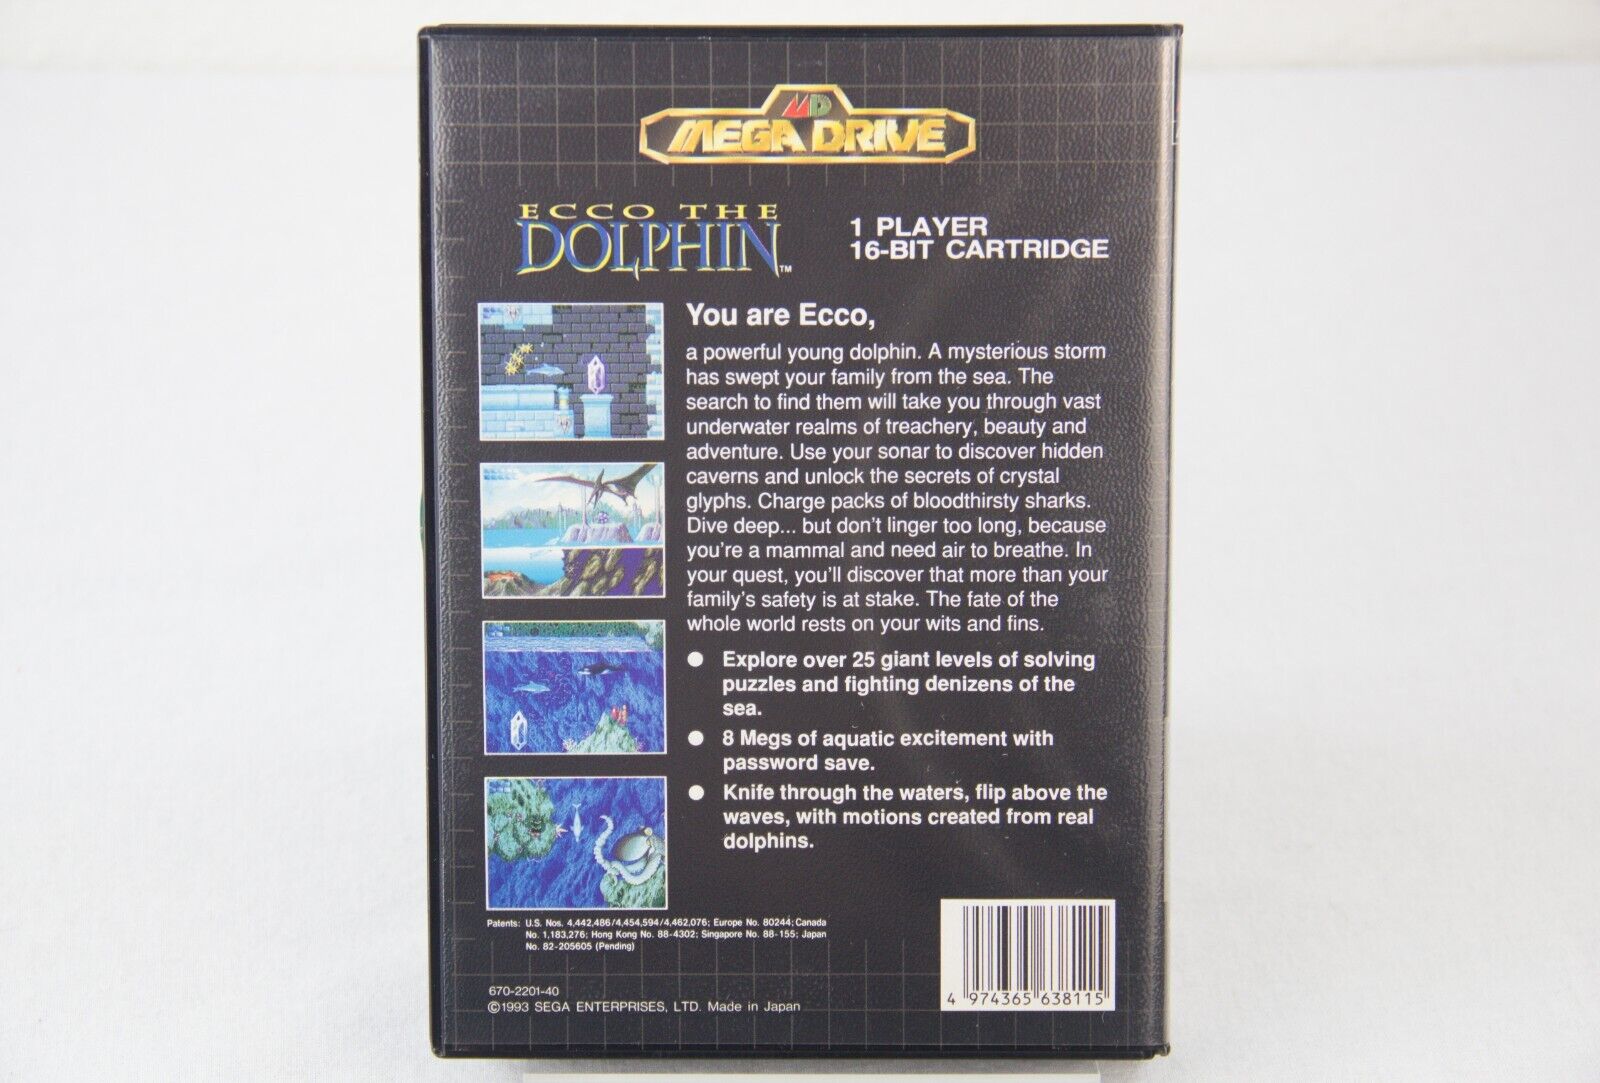 MD
MEGA DRIVE
ECCO THE
DOLPHIN™
1 PLAYER
16-BIT CARTRIDGE
You are Ecco,
a powerful young dolphin. A mysterious storm
has swept your family from the sea. The
search to find them will take you through vast
underwater realms of treachery, beauty and
adventure. Use your sonar to discover hidden
caverns and unlock the secrets of crystal
glyphs. Charge packs of bloodthirsty sharks.
Dive deep... but don't linger too long, because
you're a mammal and need air to breathe. In
your quest, you'll discover that more than your
family's safety is at stake. The fate of the
whole world rests on your wits and fins.
● Explore over 25 giant levels of solving
puzzles and fighting denizens of the
sea.
● 8 Megs of aquatic excitement with
password save.
● Knife through the waters, flip above the
waves, with motions created from real
dolphins.
Patents: U.S. Nos. 4,442,486/4,454,594/4,462,076; Europe No. 80244; Canada
No. 1,183,276; Hong Kong No. 88-4302; Singapore No. 88-155; Japan
No. 82-205605 (Pending)
670-2201-40
©1993 SEGA ENTERPRISES, LTD. Made in Japan
4 974365 638115